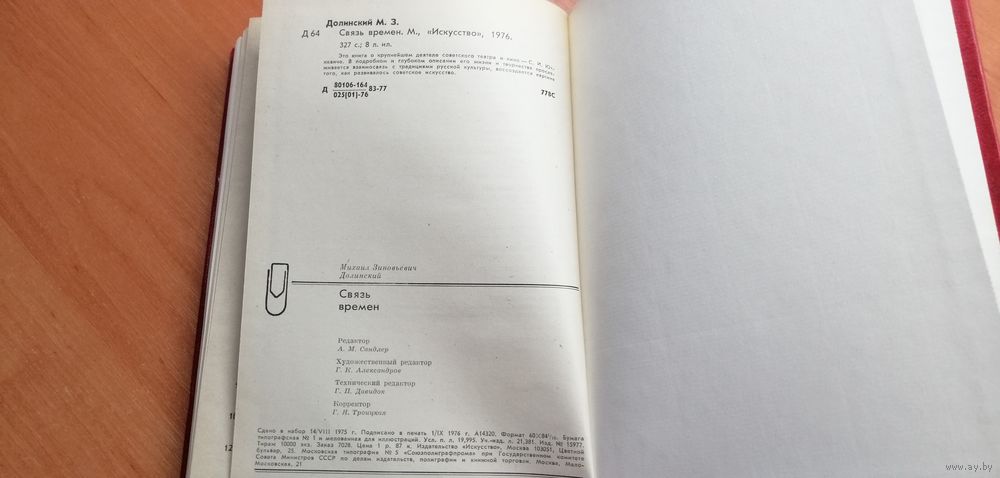 Долинский М. З.
Д 64 Связь времен. М., «Искусство», 1976.
327 с.; 8 л. ил.
Это книга о крупнейшем деятеле советского театра и кино — С. И. Ют-
кевиче. В подробном и глубоком описании его жизни и творчества просле-
живается взаимосвязь с традициями русской культуры, воссоздается картина
того, как развивалось советское искусство.
Д 80106-164
025(01)-76 83-77 77ВС
Михаил Зиновьевич
Долинский
Связь
времен
Редактор
А. М. Сандлер
Художественный редактор
Г. К. Александров
Технический редактор
Г. П. Давидок
Корректор
Г. И. Троицкая
Сдано в набор 14/VIII 1975 г. Подписано в печать 1/IX 1976 г. А14320. Формат 60×84¹/₁₆. Бумага
типографская № 1 и мелованная для иллюстраций. Усл. п. л. 19,995. Уч.-изд. л. 21,381. Изд. № 15977.
Тираж 10000 экз. Заказ 7028. Цена 1 р. 87 к. Издательство «Искусство», Москва 103051, Цветной
бульвар, 25. Московская типография № 5 «Союзполиграфпрома» при Государственном комитете
Совета Министров СССР по делам издательств, полиграфии и книжной торговли. Москва, Мало-
Московская, 21
www.ay.by